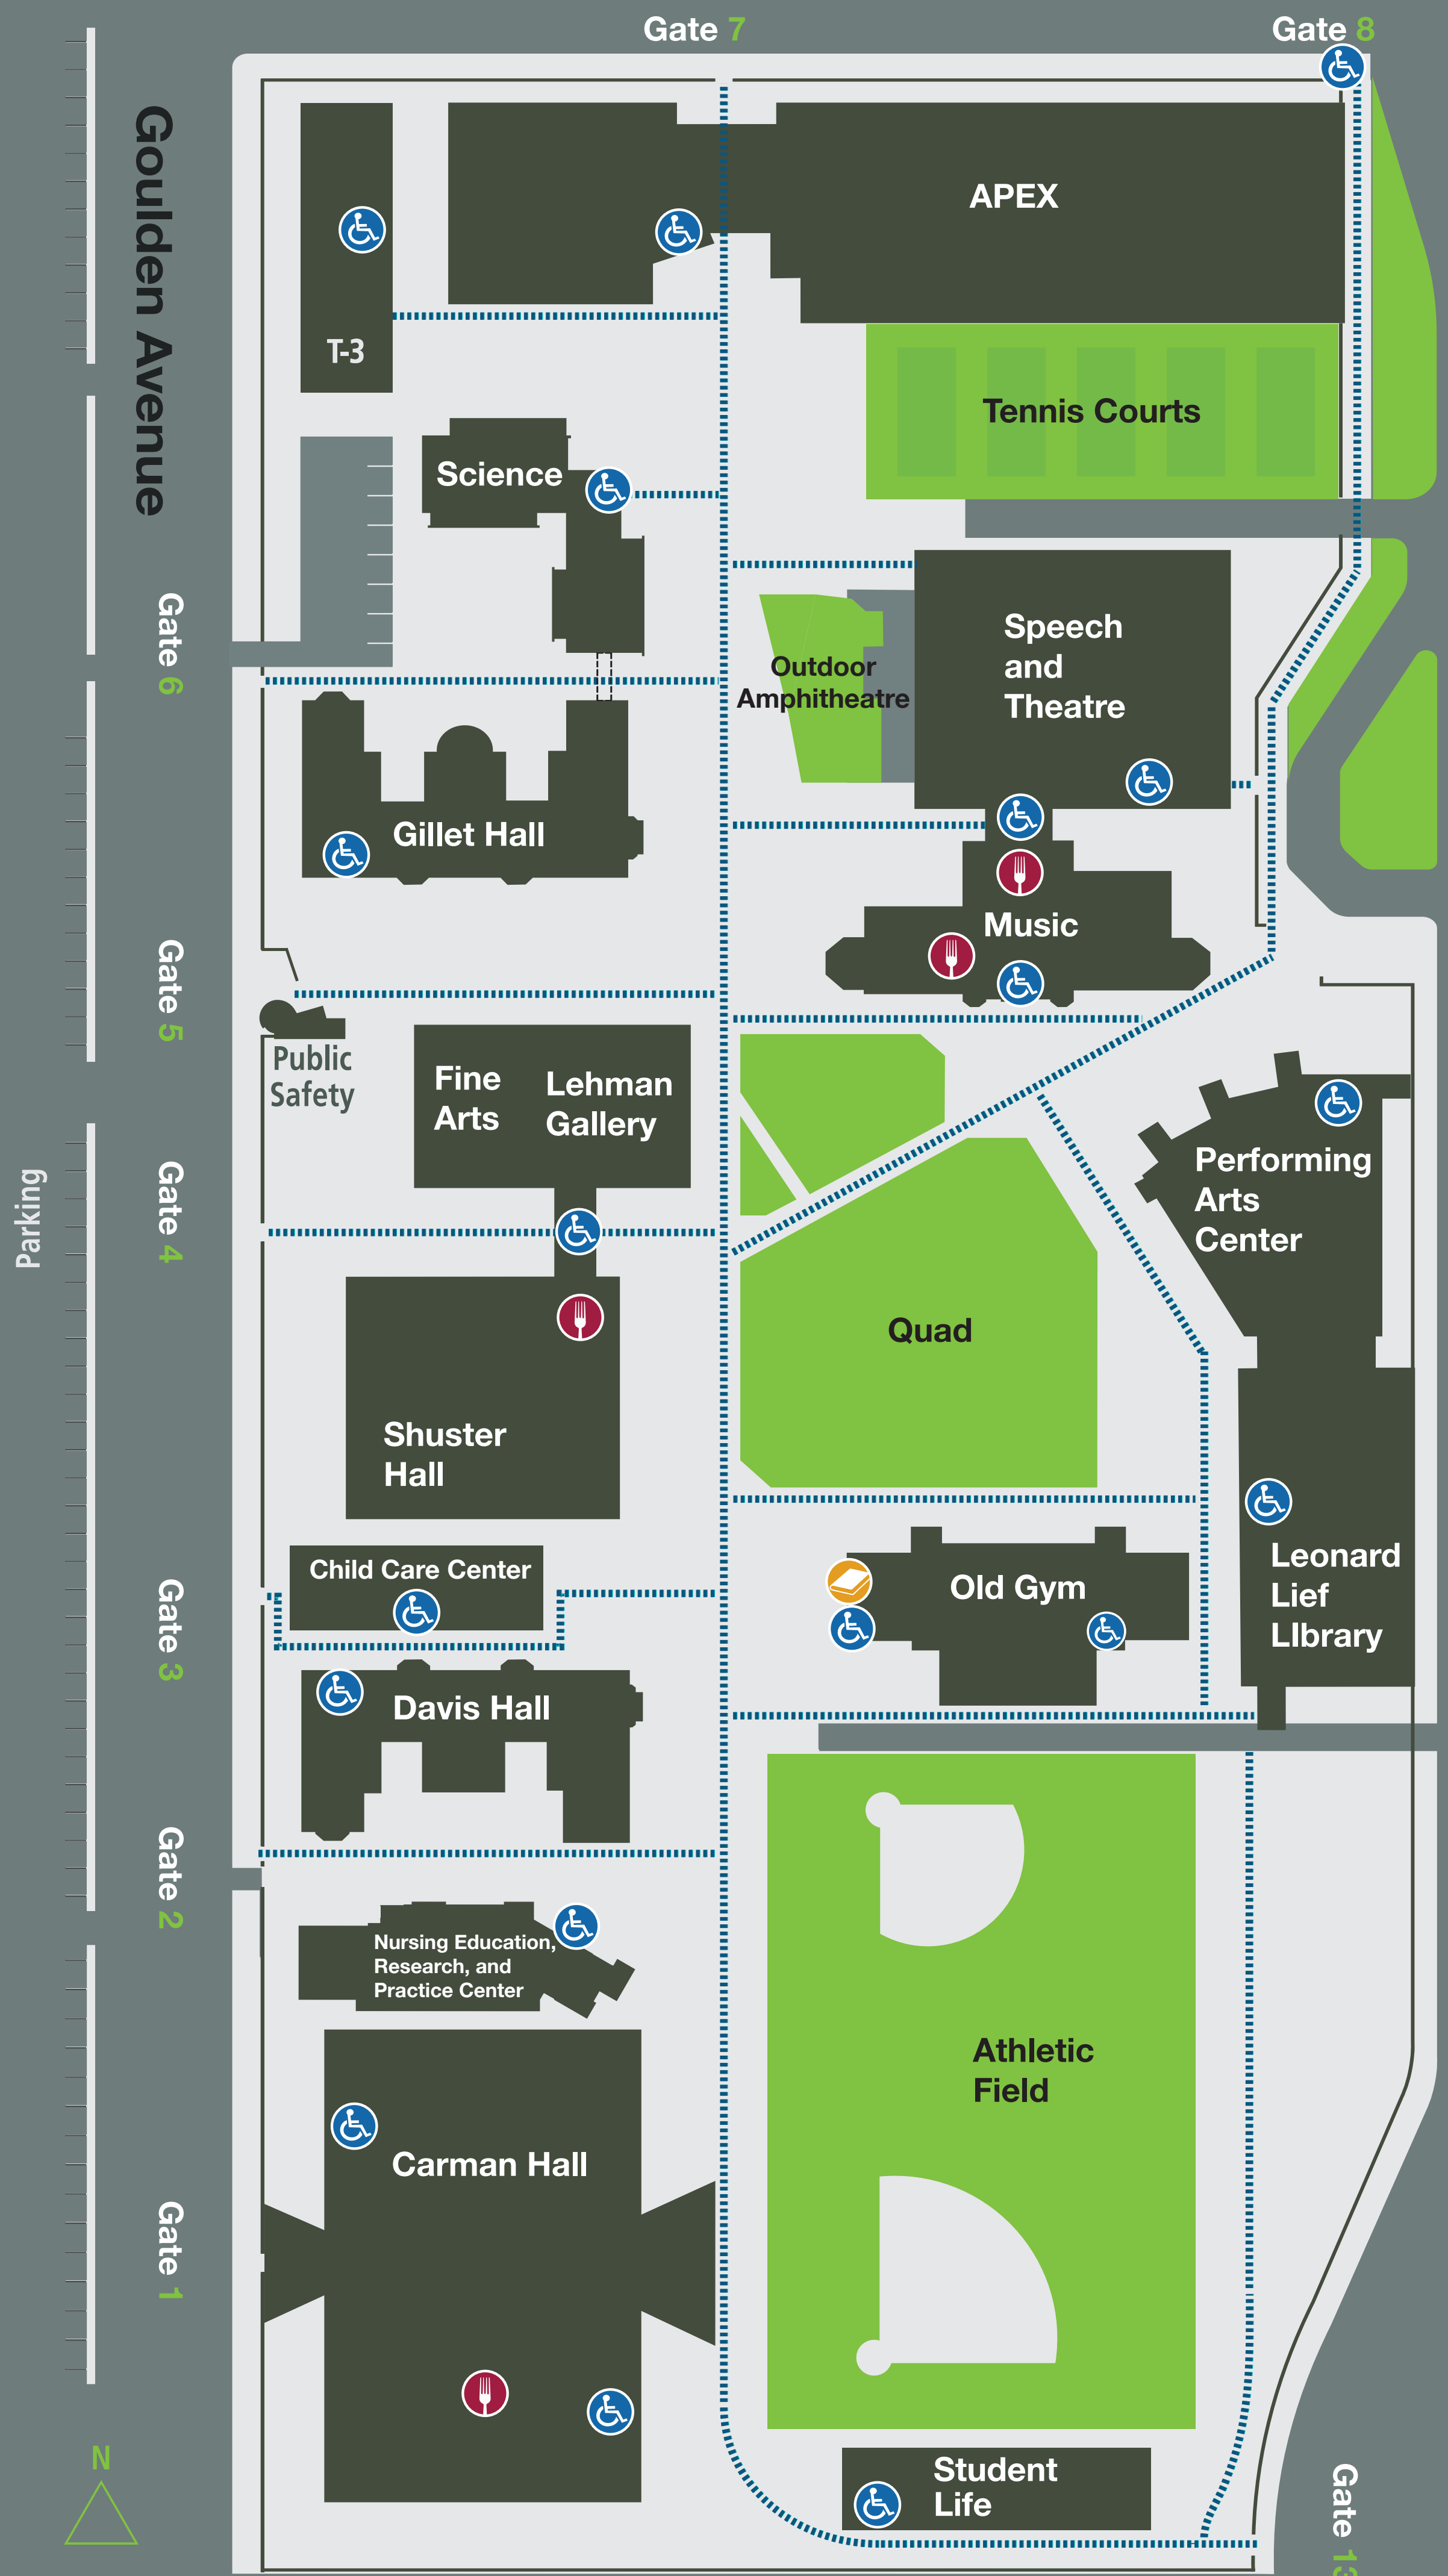 Gate 7
Gate 8
Goulden Avenue
APEX
T-3
Tennis Courts
Science
Gate 6
Speech
and
Theatre
Outdoor
Amphitheatre
Gillet Hall
Music
Gate 5
Public
Safety
Fine
Arts
Lehman
Gallery
Performing
Arts
Center
Gate 4
Parking
Quad
Shuster
Hall
Child Care Center
Old Gym
Leonard
Lief
LIbrary
Gate 3
Davis Hall
Gate 2
Nursing Education,
Research, and
Practice Center
Athletic
Field
Carman Hall
Gate 1
N
Student
Life
Gate 13